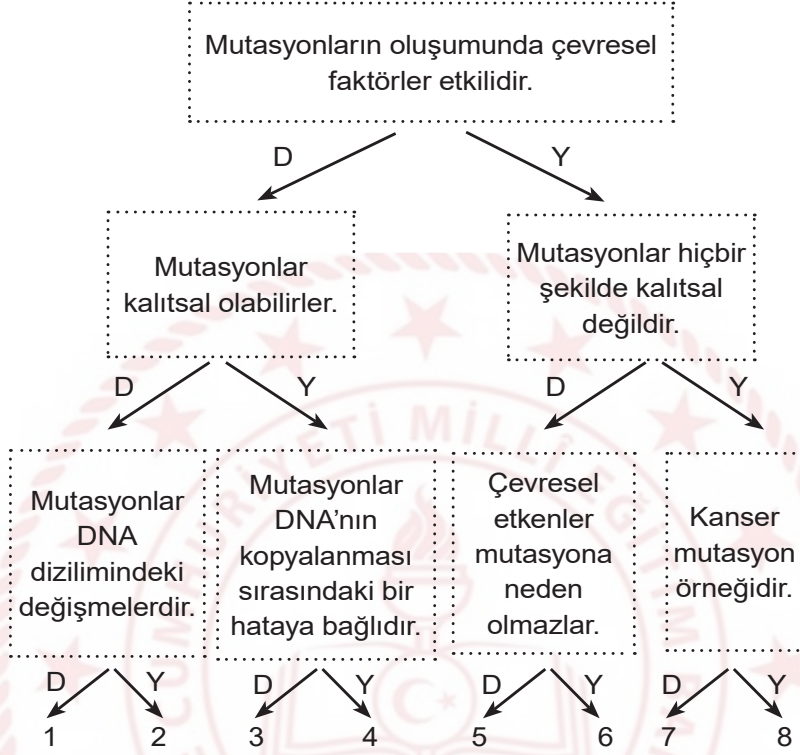 Mutasyonların oluşumunda çevresel
faktörler etkilidir.
D
Y
Mutasyonlar
kalıtsal olabilirler.
Mutasyonlar hiçbir
şekilde kalıtsal
değildir.
D
Y
D
Y
Mutasyonlar
DNA
dizilimindeki
değişmelerdir.
Mutasyonlar
DNA’nın
kopyalanması
sırasındaki bir
hataya bağlıdır.
Çevresel
etkenler
mutasyona
neden
olmazlar.
Kanser
mutasyon
örneğidir.
D
Y
D
Y
D
Y
D
Y
1
2
3
4
5
6
7
8